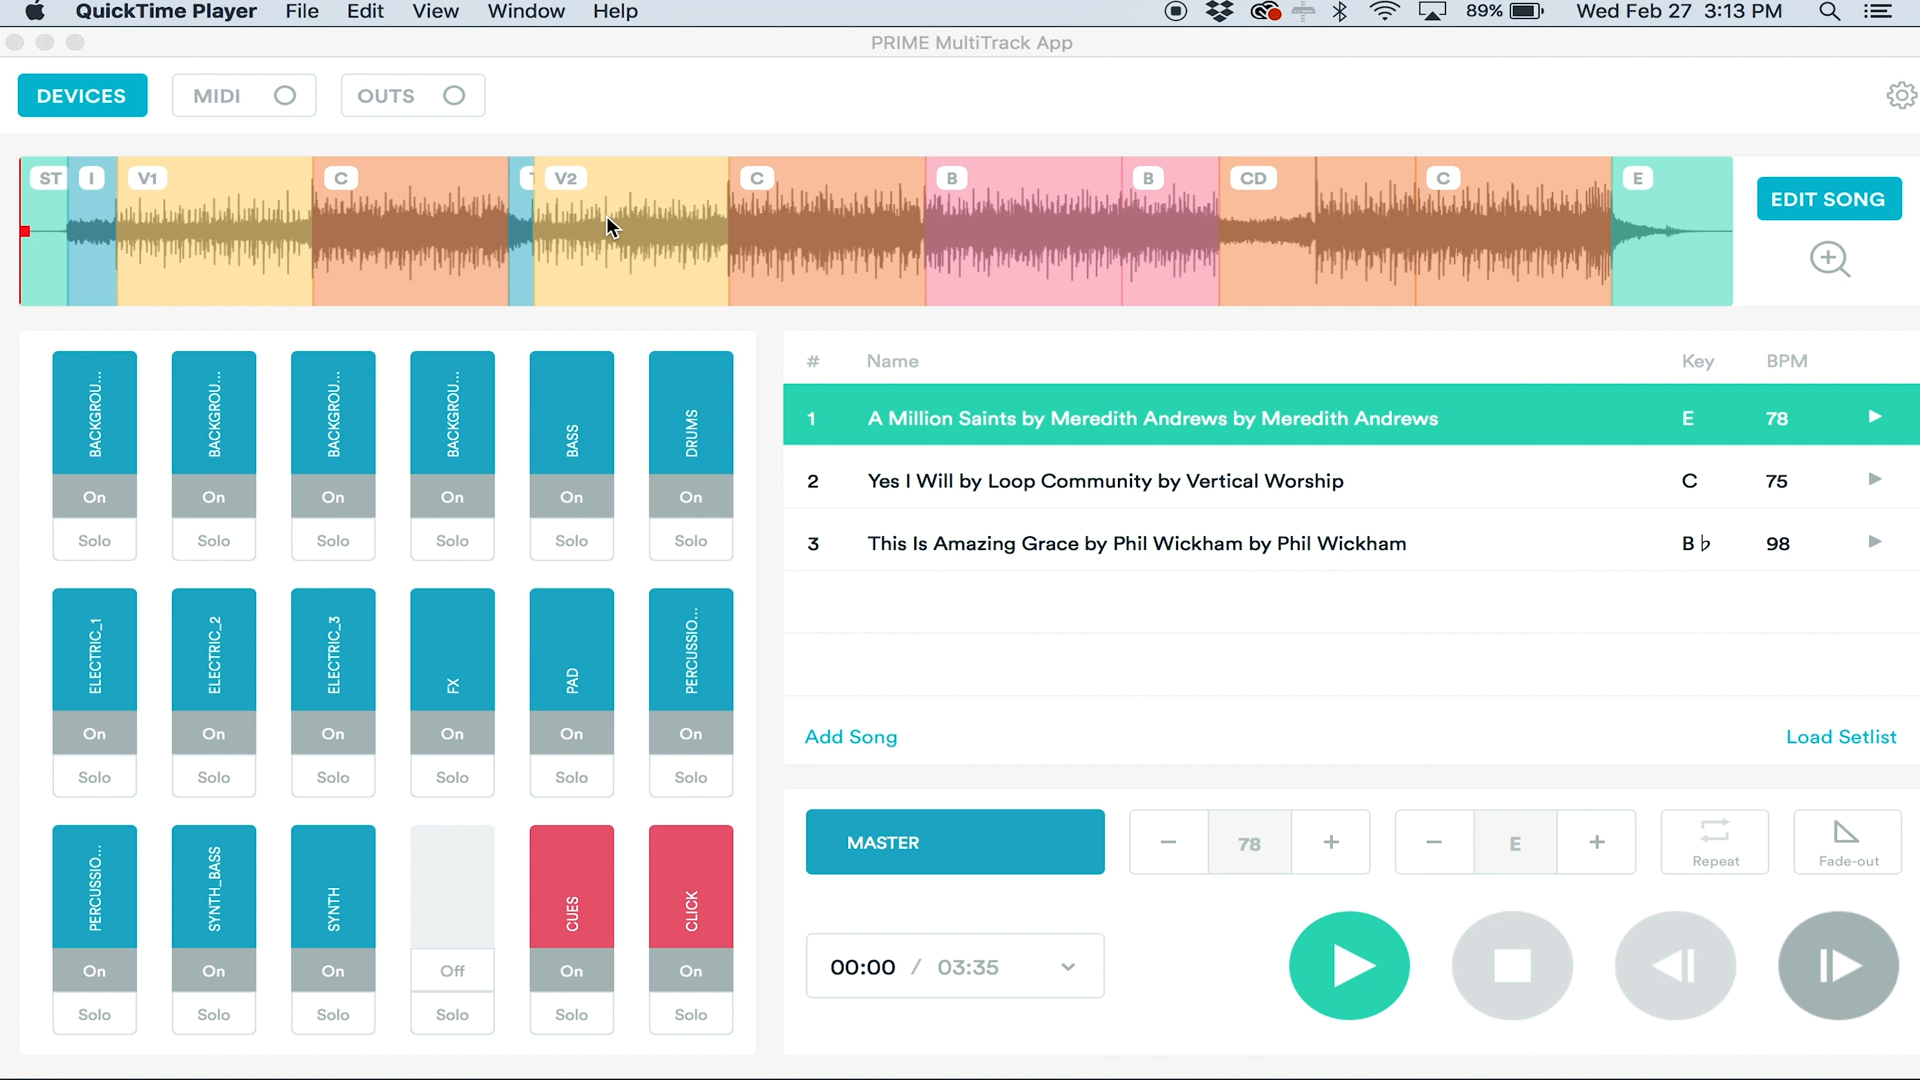 QuickTime Player File Edit View Window Help 89% Wed Feb 27 3:13 PM
PRIME MultiTrack App
DEVICES MIDI OUTS
ST I V1 C V2 C B B CD C E
EDIT SONG
# Name Key BPM
1 A Million Saints by Meredith Andrews by Meredith Andrews E 78
2 Yes I Will by Loop Community by Vertical Worship C 75
3 This Is Amazing Grace by Phil Wickham by Phil Wickham B♭ 98
Add Song Load Setlist
BACKGROU... BACKGROU... BACKGROU... BACKGROU... BASS DRUMS
On On On On On On
Solo Solo Solo Solo Solo Solo
ELECTRIC_1 ELECTRIC_2 ELECTRIC_3 FX PAD PERCUSSIO...
On On On On On On
Solo Solo Solo Solo Solo Solo
PERCUSSIO... SYNTH_BASS SYNTH CUES CLICK
On On On Off On On
Solo Solo Solo Solo Solo Solo
MASTER − 78 + − E + Repeat Fade-out
00:00 / 03:35